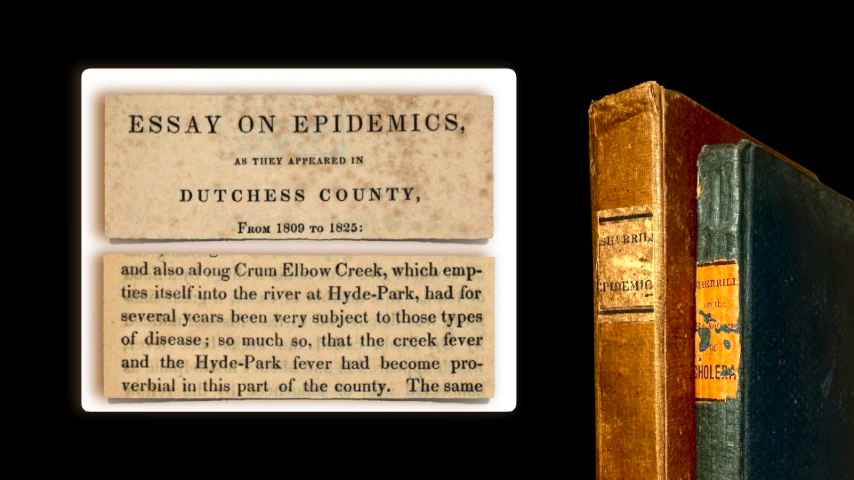 ESSAY ON EPIDEMICS,
AS THEY APPEARED IN
DUTCHESS COUNTY,
FROM 1809 TO 1825:
and also along Crum Elbow Creek, which emp-
ties itself into the river at Hyde-Park, had for
several years been very subject to those types
of disease; so much so, that the creek fever
and the Hyde-Park fever had become pro-
verbial in this part of the county. The same
SHERRILL
EPIDEMIC
SHERRILL
on the
CHOLERA